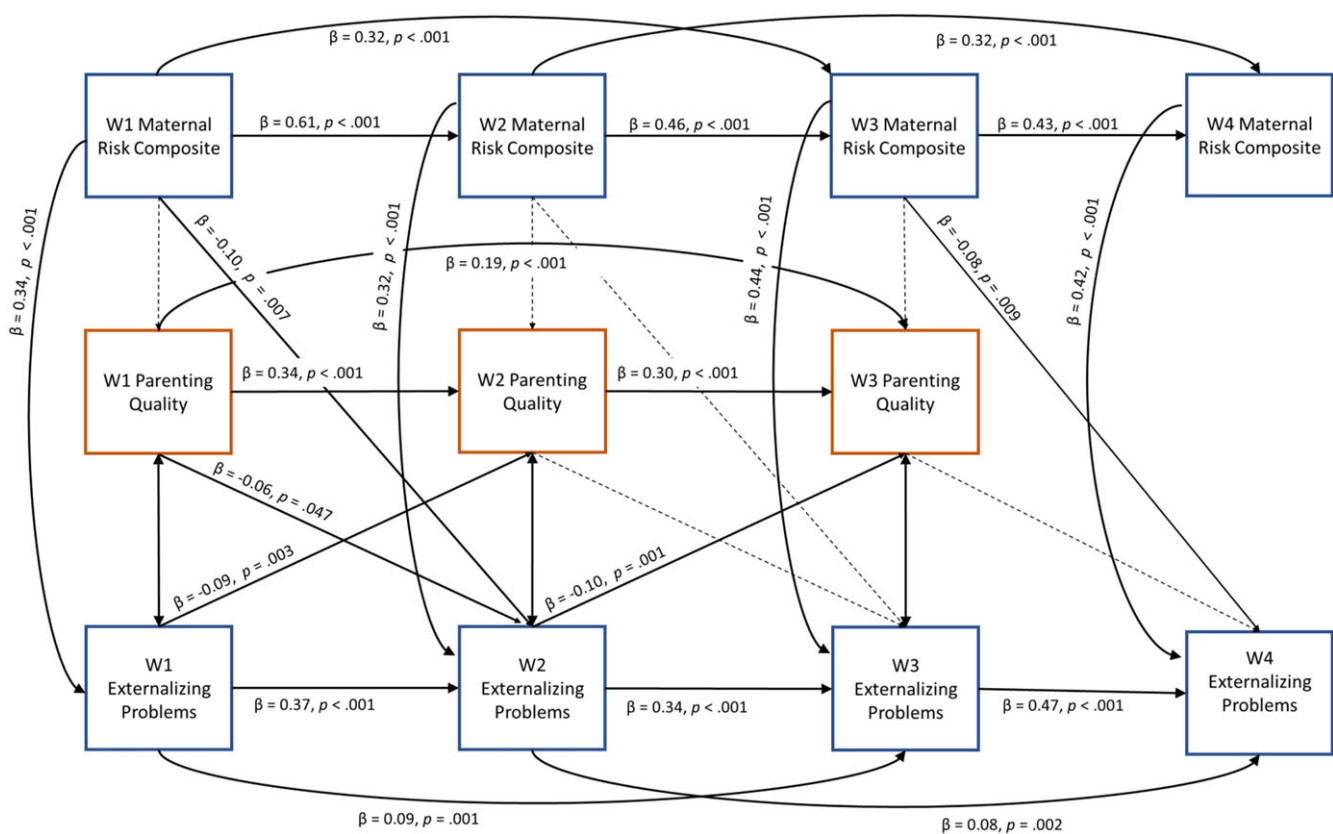 β = 0.32, p < .001
β = 0.32, p < .001
W1 Maternal
Risk Composite
β = 0.61, p < .001
W2 Maternal
Risk Composite
β = 0.46, p < .001
W3 Maternal
Risk Composite
β = 0.43, p < .001
W4 Maternal
Risk Composite
β = 0.34, p < .001
β = -0.10, p = .007
β = 0.32, p < .001
β = 0.19, p < .001
β = 0.44, p < .001
β = -0.08, p = .009
β = 0.42, p < .001
W1 Parenting
Quality
β = 0.34, p < .001
W2 Parenting
Quality
β = 0.30, p < .001
W3 Parenting
Quality
β = -0.06, p = .047
β = -0.09, p = .003
β = -0.10, p = .001
W1
Externalizing
Problems
β = 0.37, p < .001
W2
Externalizing
Problems
β = 0.34, p < .001
W3
Externalizing
Problems
β = 0.47, p < .001
W4
Externalizing
Problems
β = 0.09, p = .001
β = 0.08, p = .002